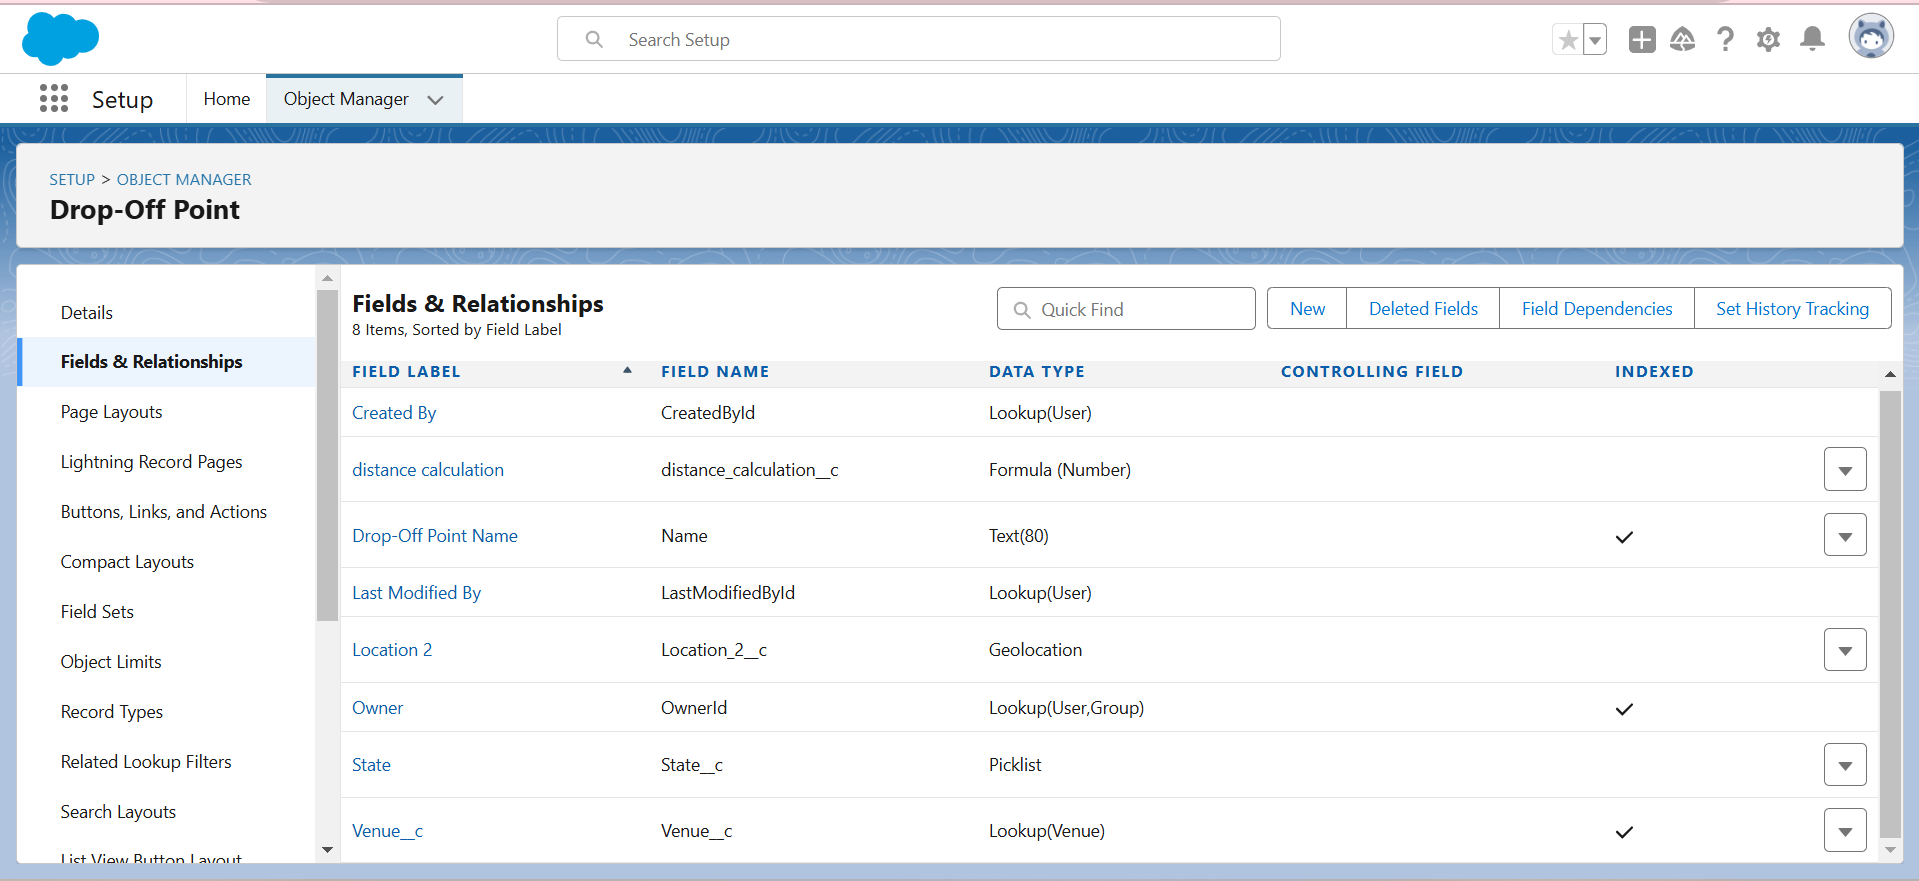 Search Setup
Setup Home Object Manager
SETUP > OBJECT MANAGER
Drop-Off Point
Details
Fields & Relationships
Page Layouts
Lightning Record Pages
Buttons, Links, and Actions
Compact Layouts
Field Sets
Object Limits
Record Types
Related Lookup Filters
Search Layouts
List View Button Layout
Fields & Relationships
8 Items, Sorted by Field Label
Quick Find
New Deleted Fields Field Dependencies Set History Tracking
FIELD LABEL FIELD NAME DATA TYPE CONTROLLING FIELD INDEXED
Created By CreatedById Lookup(User)
distance calculation distance_calculation__c Formula (Number)
Drop-Off Point Name Name Text(80)
Last Modified By LastModifiedById Lookup(User)
Location 2 Location_2__c Geolocation
Owner OwnerId Lookup(User,Group)
State State__c Picklist
Venue__c Venue__c Lookup(Venue)